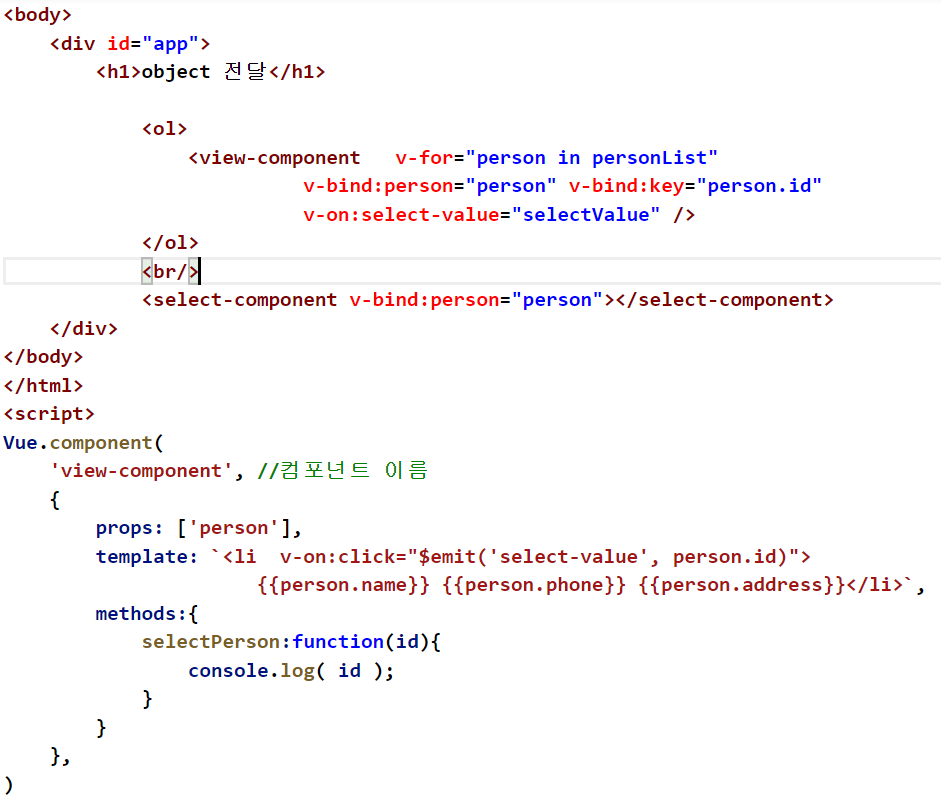 <body>
<div id="app">
<h1>object 전달</h1>
<ol>
<view-component v-for="person in personList"
v-bind:person="person" v-bind:key="person.id"
v-on:select-value="selectValue" />
</ol>
<br/>
<select-component v-bind:person="person"></select-component>
</div>
</body>
</html>
<script>
Vue.component(
'view-component', //컴포넌트 이름
{
props: ['person'],
template: `<li v-on:click="$emit('select-value', person.id)">
{{person.name}} {{person.phone}} {{person.address}}</li>`,
methods:{
selectPerson:function(id){
console.log( id );
}
}
},
)